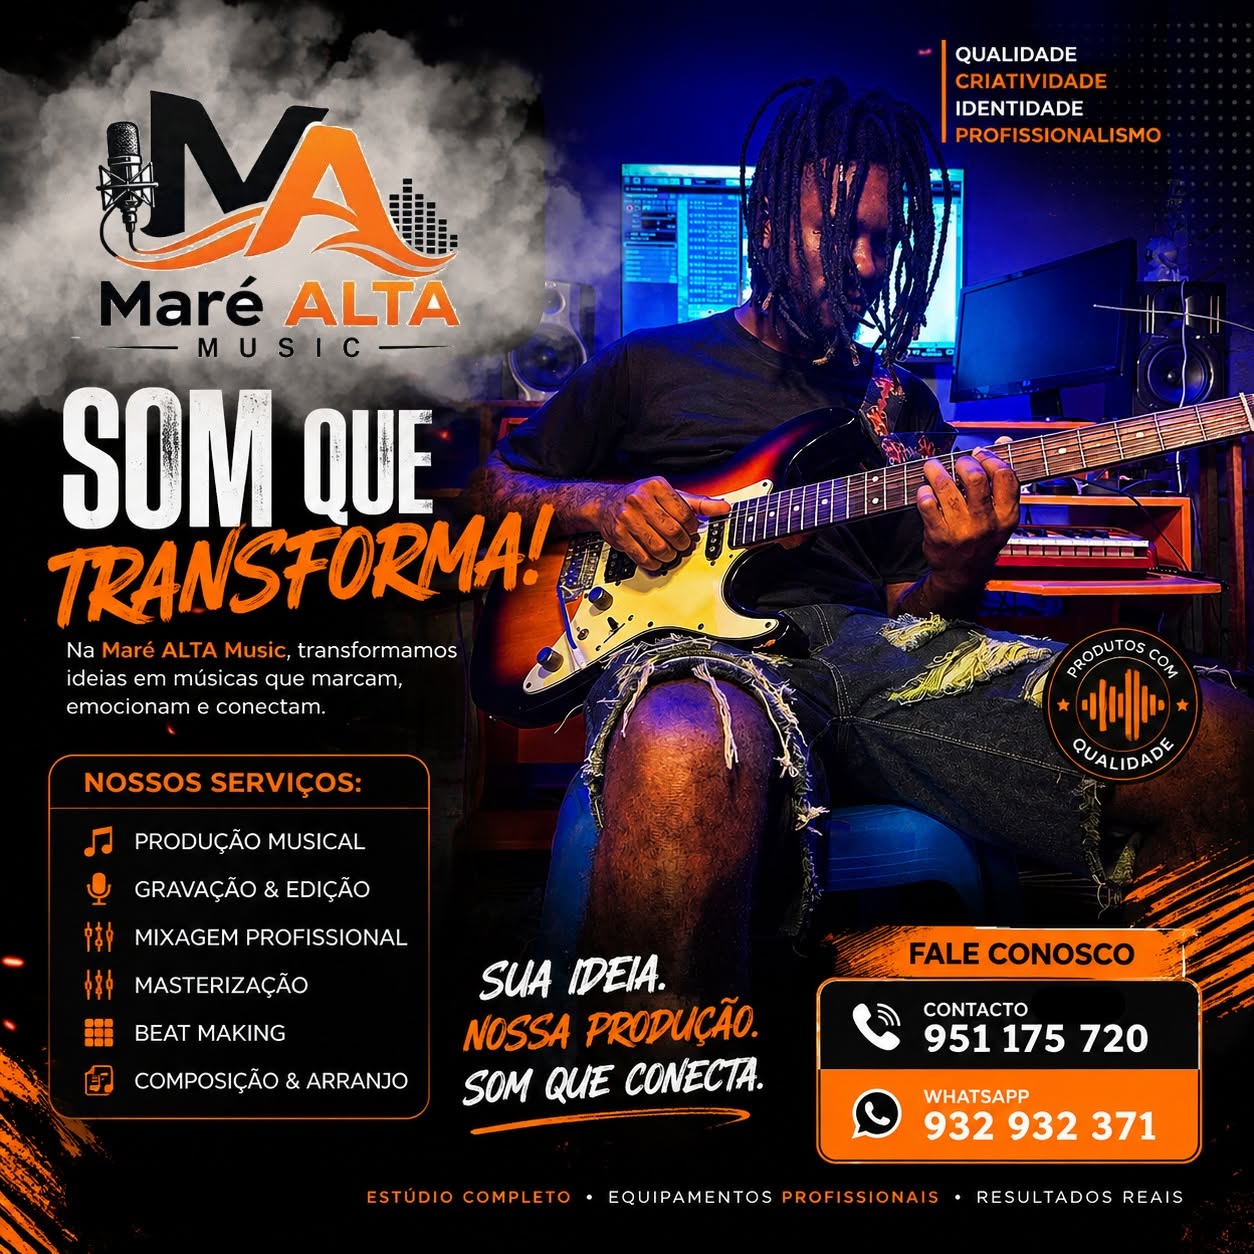 MA
Maré ALTA
MUSIC
QUALIDADE
CRIATIVIDADE
IDENTIDADE
PROFISSIONALISMO
SOM QUE
TRANSFORMA!
Na Maré ALTA Music, transformamos
ideias em músicas que marcam,
emocionam e conectam.
NOSSOS SERVIÇOS:
PRODUÇÃO MUSICAL
GRAVAÇÃO & EDIÇÃO
MIXAGEM PROFISSIONAL
MASTERIZAÇÃO
BEAT MAKING
COMPOSIÇÃO & ARRANJO
PRODUTOS COM
QUALIDADE
SUA IDEIA.
NOSSA PRODUÇÃO.
SOM QUE CONECTA.
FALE CONOSCO
CONTACTO
951 175 720
WHATSAPP
932 932 371
ESTÚDIO COMPLETO • EQUIPAMENTOS PROFISSIONAIS • RESULTADOS REAIS